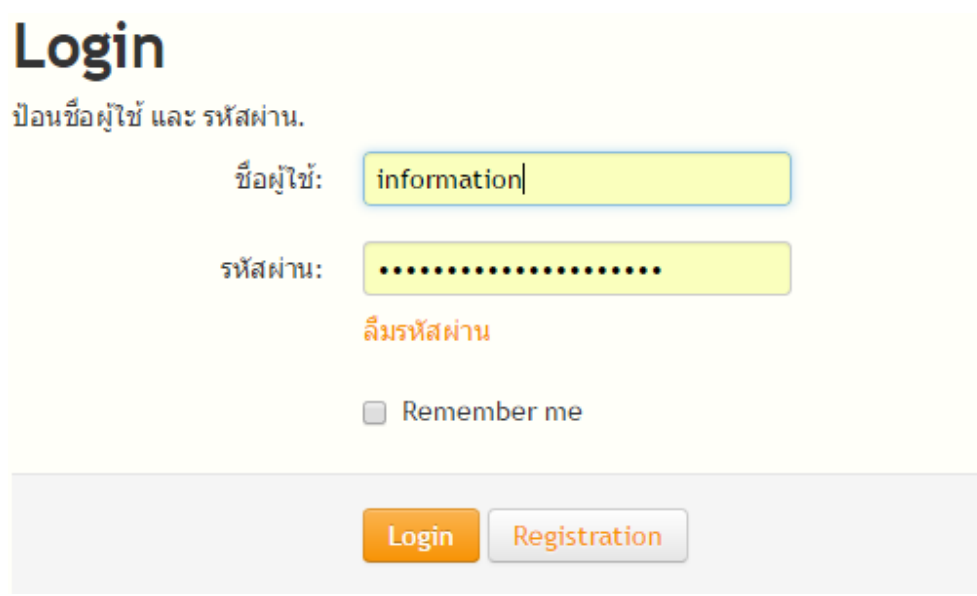 Login
ป้อนชื่อผู้ใช้ และ รหัสผ่าน.
ชื่อผู้ใช้: information
รหัสผ่าน: •••••••••••••••••••••
ลืมรหัสผ่าน
Remember me
Login Registration